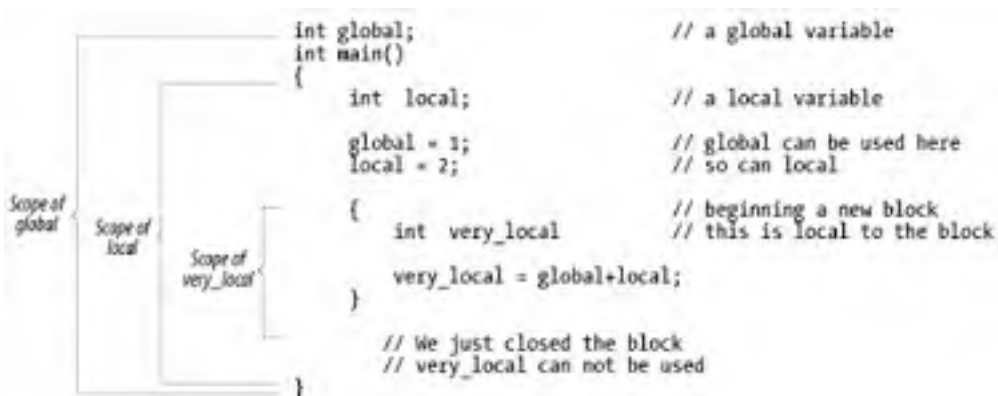 int global; // a global variable
int main()
{
int local; // a local variable
global = 1; // global can be used here
local = 2; // so can local
Scope of
global
Scope of
local
Scope of
very_local
{ // beginning a new block
int very_local // this is local to the block
very_local = global+local;
}
// We just closed the block
// very_local can not be used
}